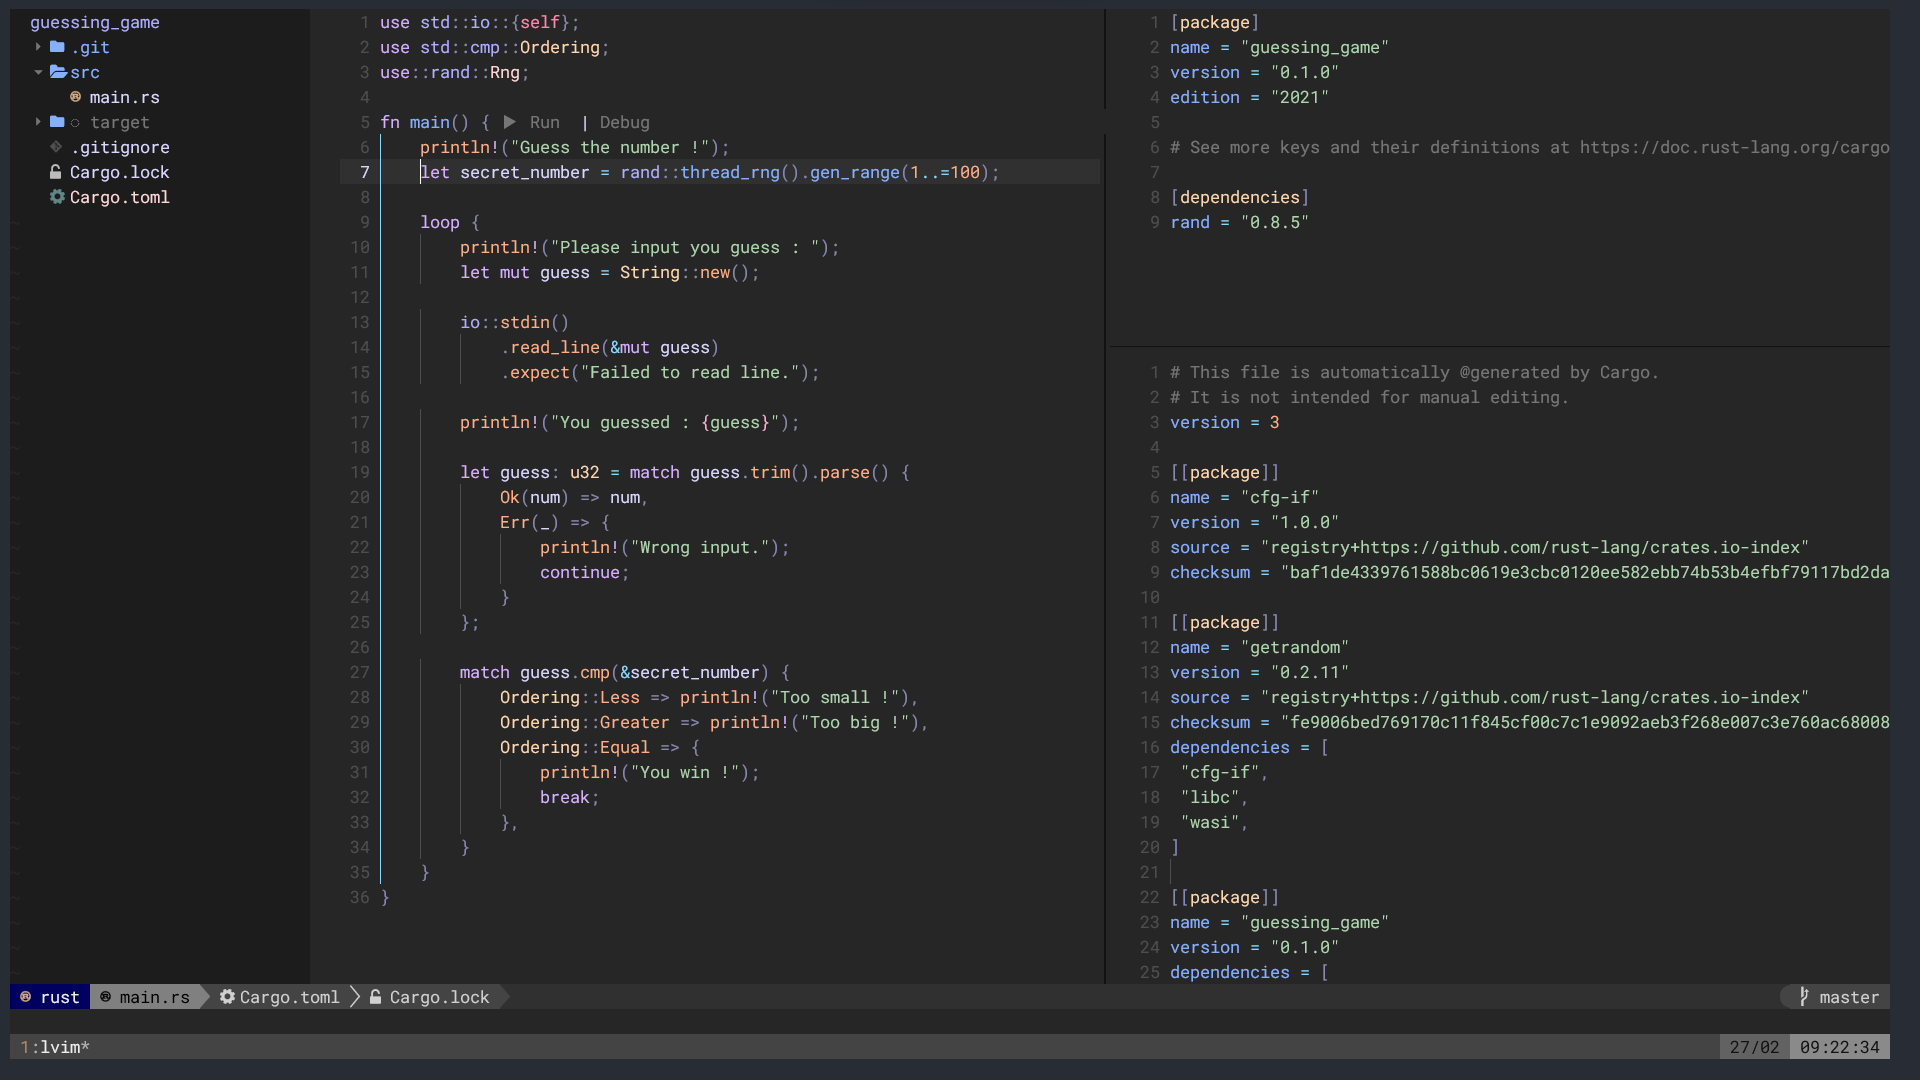 guessing_game
.git
src
main.rs
target
.gitignore
Cargo.lock
Cargo.toml
1 use std::io::{self};
2 use std::cmp::Ordering;
3 use::rand::Rng;
4
5 fn main() { ▶ Run | Debug
6 println!("Guess the number !");
7 let secret_number = rand::thread_rng().gen_range(1..=100);
8
9 loop {
10 println!("Please input you guess : ");
11 let mut guess = String::new();
12
13 io::stdin()
14 .read_line(&mut guess)
15 .expect("Failed to read line.");
16
17 println!("You guessed : {guess}");
18
19 let guess: u32 = match guess.trim().parse() {
20 Ok(num) => num,
21 Err(_) => {
22 println!("Wrong input.");
23 continue;
24 }
25 };
26
27 match guess.cmp(&secret_number) {
28 Ordering::Less => println!("Too small !"),
29 Ordering::Greater => println!("Too big !"),
30 Ordering::Equal => {
31 println!("You win !");
32 break;
33 },
34 }
35 }
36 }
1 [package]
2 name = "guessing_game"
3 version = "0.1.0"
4 edition = "2021"
5
6 # See more keys and their definitions at https://doc.rust-lang.org/cargo
7
8 [dependencies]
9 rand = "0.8.5"
1 # This file is automatically @generated by Cargo.
2 # It is not intended for manual editing.
3 version = 3
4
5 [[package]]
6 name = "cfg-if"
7 version = "1.0.0"
8 source = "registry+https://github.com/rust-lang/crates.io-index"
9 checksum = "baf1de4339761588bc0619e3cbc0120ee582ebb74b53b4efbf79117bd2da
10
11 [[package]]
12 name = "getrandom"
13 version = "0.2.11"
14 source = "registry+https://github.com/rust-lang/crates.io-index"
15 checksum = "fe9006bed769170c11f845cf00c7c1e9092aeb3f268e007c3e760ac68008
16 dependencies = [
17 "cfg-if",
18 "libc",
19 "wasi",
20 ]
21
22 [[package]]
23 name = "guessing_game"
24 version = "0.1.0"
25 dependencies = [
rust main.rs Cargo.toml Cargo.lock master
1:lvim* 27/02 09:22:34